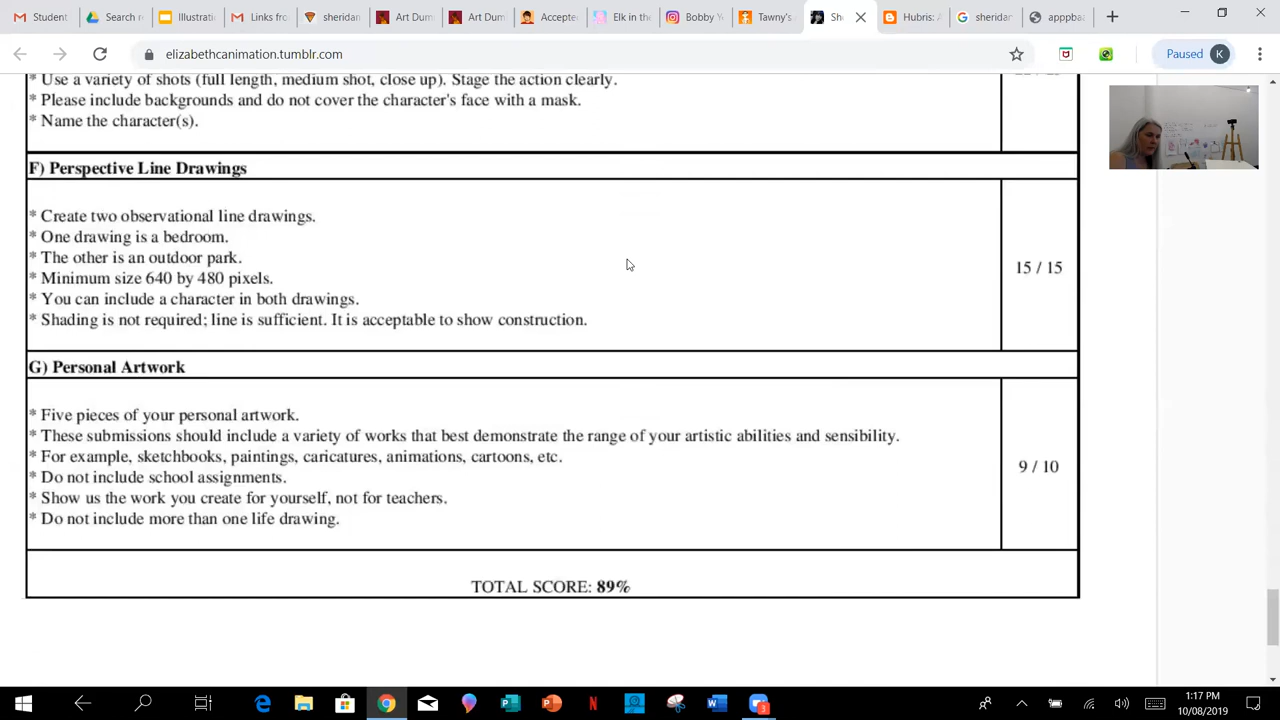 Student
Search r
Illustratio
Links fro
sheridan
Art Dum
Art Dum
Accepte
Elk in the
Bobby Y
Tawny's
She
Hubris: A
sheridan
apppba
elizabethcanimation.tumblr.com
Paused K
* Use a variety of shots (full length, medium shot, close up). Stage the action clearly.
* Please include backgrounds and do not cover the character's face with a mask.
* Name the character(s).
F) Perspective Line Drawings
* Create two observational line drawings.
* One drawing is a bedroom.
* The other is an outdoor park.
* Minimum size 640 by 480 pixels.
* You can include a character in both drawings.
* Shading is not required; line is sufficient. It is acceptable to show construction.
15 / 15
G) Personal Artwork
* Five pieces of your personal artwork.
* These submissions should include a variety of works that best demonstrate the range of your artistic abilities and sensibility.
* For example, sketchbooks, paintings, caricatures, animations, cartoons, etc.
* Do not include school assignments.
* Show us the work you create for yourself, not for teachers.
* Do not include more than one life drawing.
9 / 10
TOTAL SCORE: 89%
1:17 PM
10/08/2019